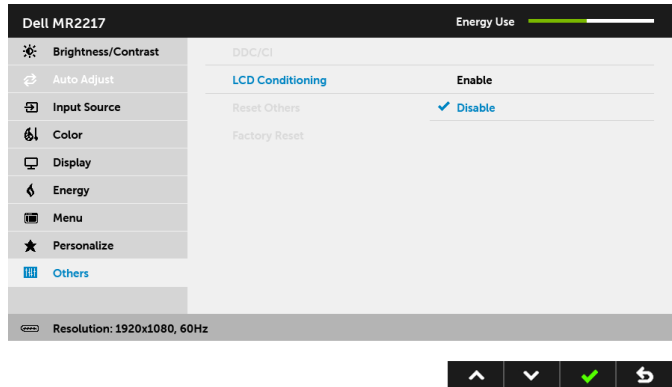 Dell MR2217
Energy Use
Brightness/Contrast
DDC/CI
Auto Adjust
LCD Conditioning
Enable
Input Source
Reset Others
Disable
Color
Factory Reset
Display
Energy
Menu
Personalize
Others
Resolution: 1920x1080, 60Hz